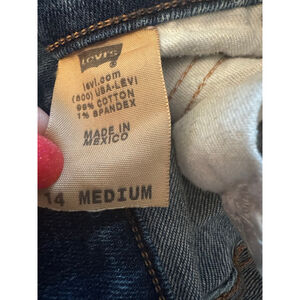 Levi's
levi.com
(800) USA-LEVI
99% COTTON
1% SPANDEX
MADE IN
MEXICO
14 MEDIUM